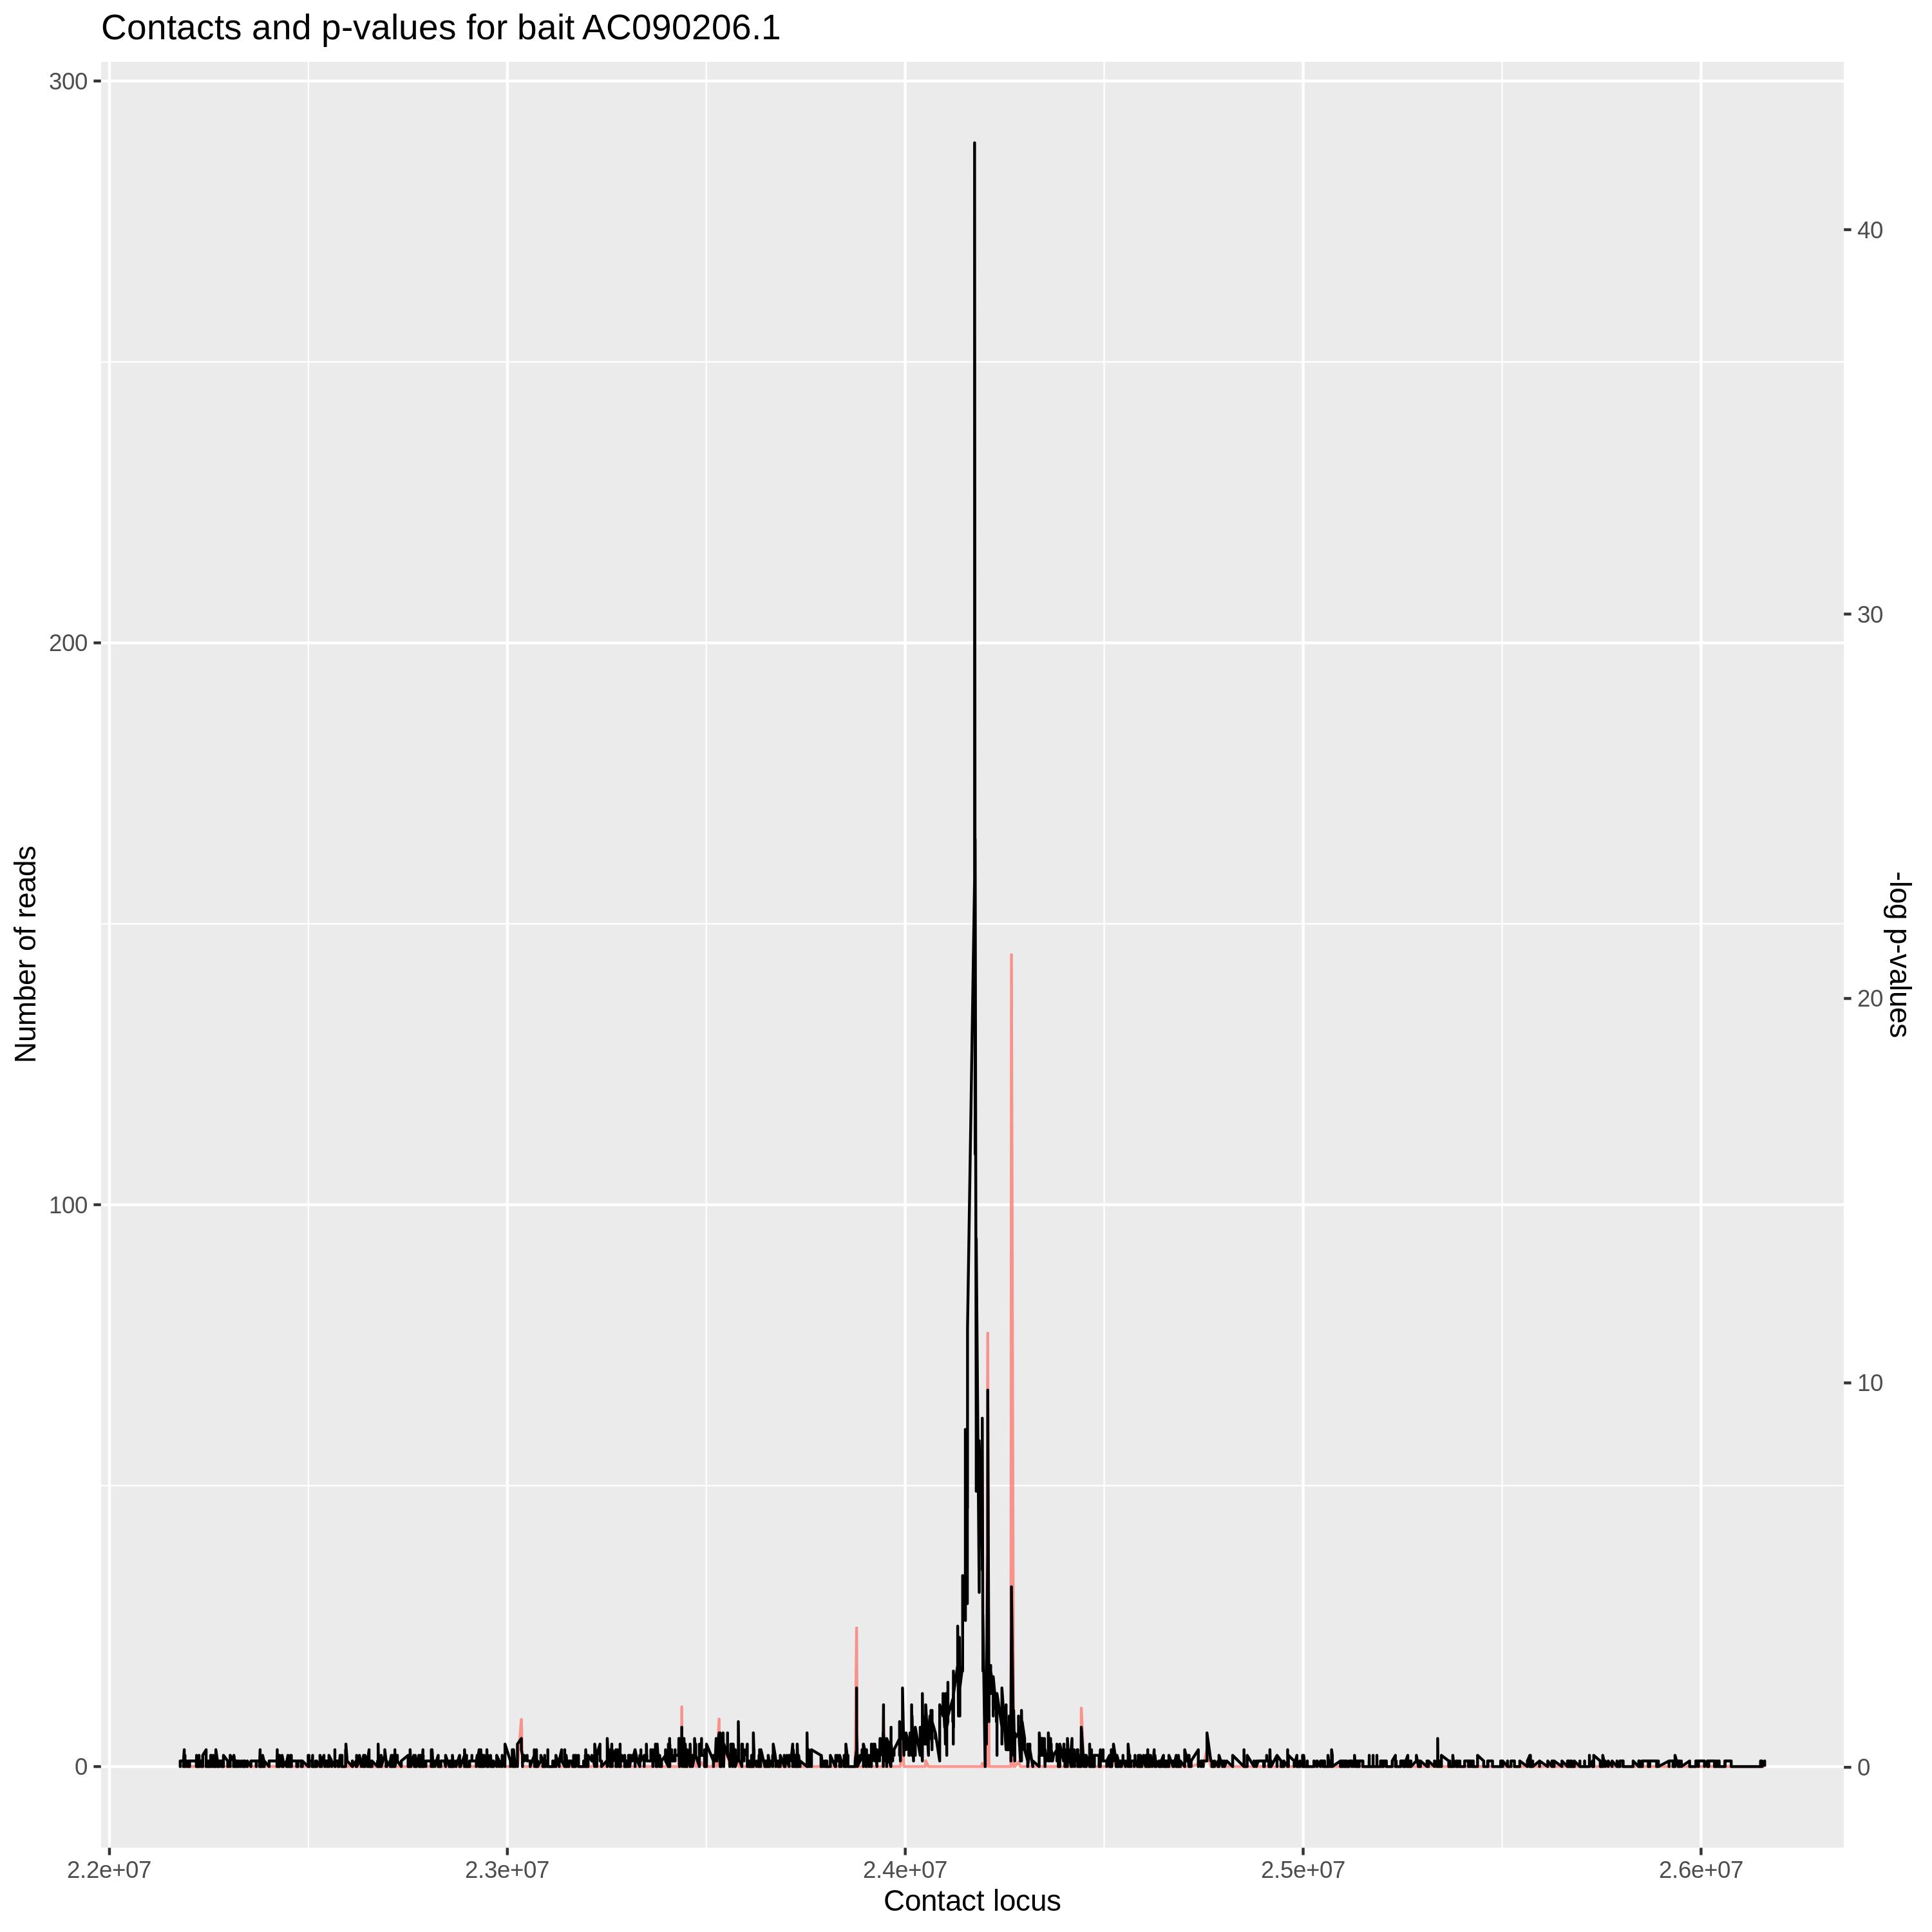 Contacts and p-values for bait AC090206.1
300
200
100
0
Number of reads
40
30
20
10
0
-log p-values
2.2e+07
2.3e+07
2.4e+07
2.5e+07
2.6e+07
Contact locus